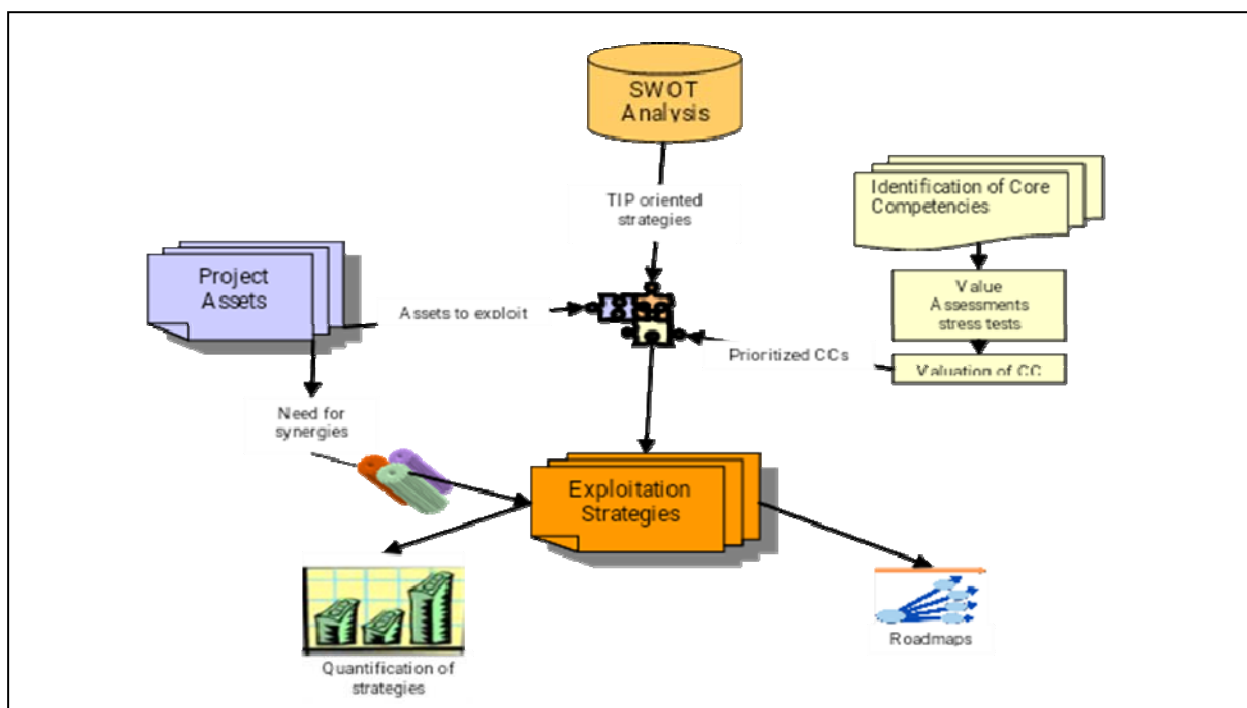 SWOT
Analysis
TIP oriented
strategies
Identification of Core
Competencies
Project
Assets
Value
Assessments
stress tests
Assets to exploit
Prioritized CCs
Valuation of CC
Need for
synergies
Exploitation
Strategies
Roadmaps
Quantification of
strategies